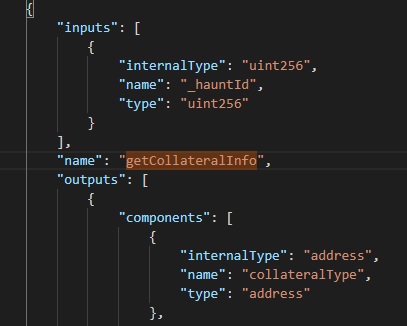 {
"inputs": [
{
"internalType": "uint256",
"name": "_hauntId",
"type": "uint256"
}
],
"name": "getCollateralInfo",
"outputs": [
{
"components": [
{
"internalType": "address",
"name": "collateralType",
"type": "address"
},